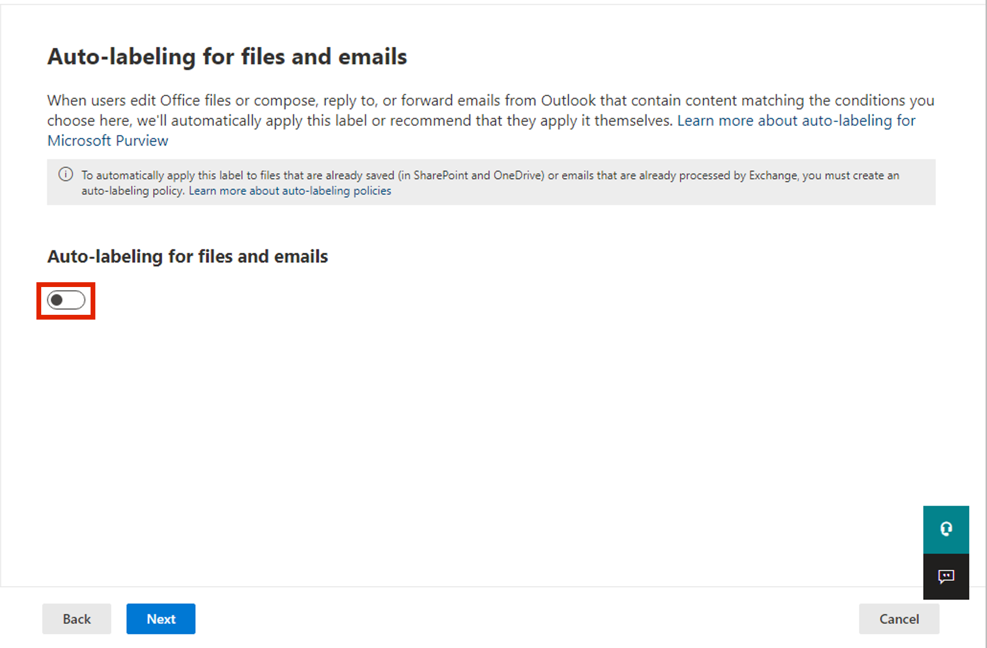 Auto-labeling for files and emails
When users edit Office files or compose, reply to, or forward emails from Outlook that contain content matching the conditions you
choose here, we'll automatically apply this label or recommend that they apply it themselves. Learn more about auto-labeling for
Microsoft Purview
To automatically apply this label to files that are already saved (in SharePoint and OneDrive) or emails that are already processed by Exchange, you must create an
auto-labeling policy. Learn more about auto-labeling policies
Auto-labeling for files and emails
Back
Next
Cancel